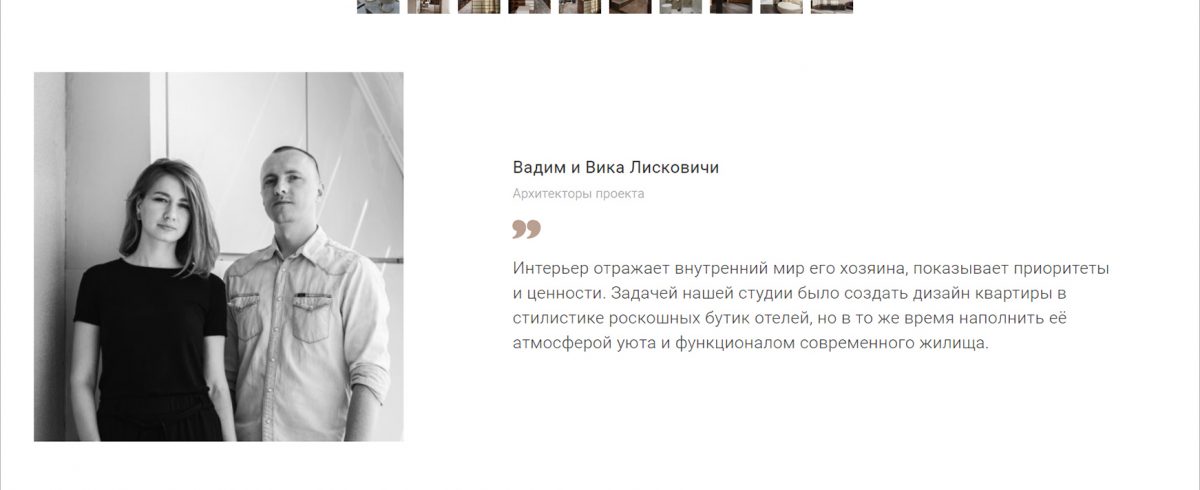 Вадим и Вика Лисковичи
Архитекторы проекта
”
Интерьер отражает внутренний мир его хозяина, показывает приоритеты
и ценности. Задачей нашей студии было создать дизайн квартиры в
стилистике роскошных бутик отелей, но в то же время наполнить её
атмосферой уюта и функционалом современного жилища.